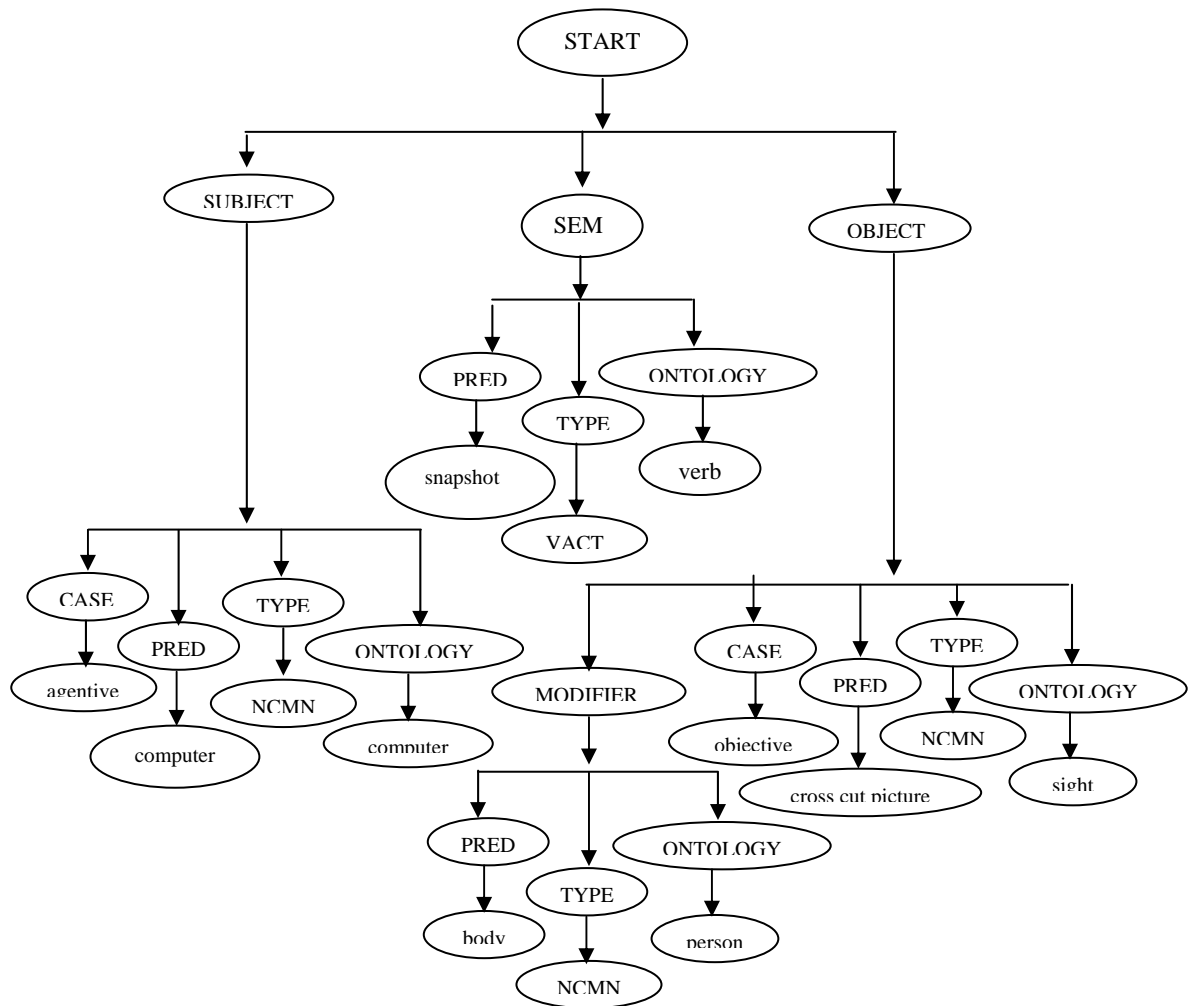 START
SUBJECT
SEM
OBJECT
PRED
ONTOLOGY
TYPE
snapshot
verb
VACT
CASE
TYPE
PRED
ONTOLOGY
agentive
NCMN
computer
computer
CASE
TYPE
PRED
MODIFIER
ONTOLOGY
objective
NCMN
cross cut picture
sight
PRED
ONTOLOGY
TYPE
body
person
NCMN